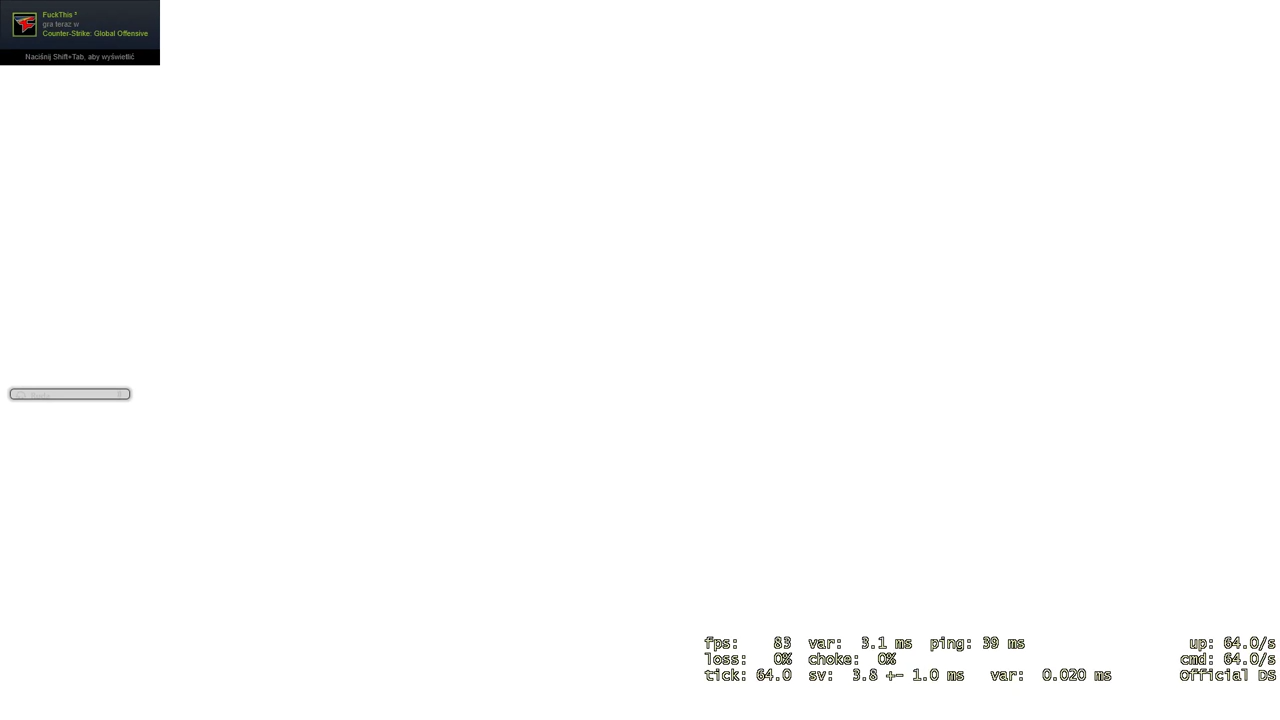 FuckThis ²
gra teraz w
Counter-Strike: Global Offensive
Naciśnij Shift+Tab, aby wyświetlić
fps: 83 var: 3.1 ms ping: 39 ms up: 64.0/s
loss: 0% choke: 0% cmd: 64.0/s
tick: 64.0 sv: 3.8 +- 1.0 ms var: 0.020 ms Official DS